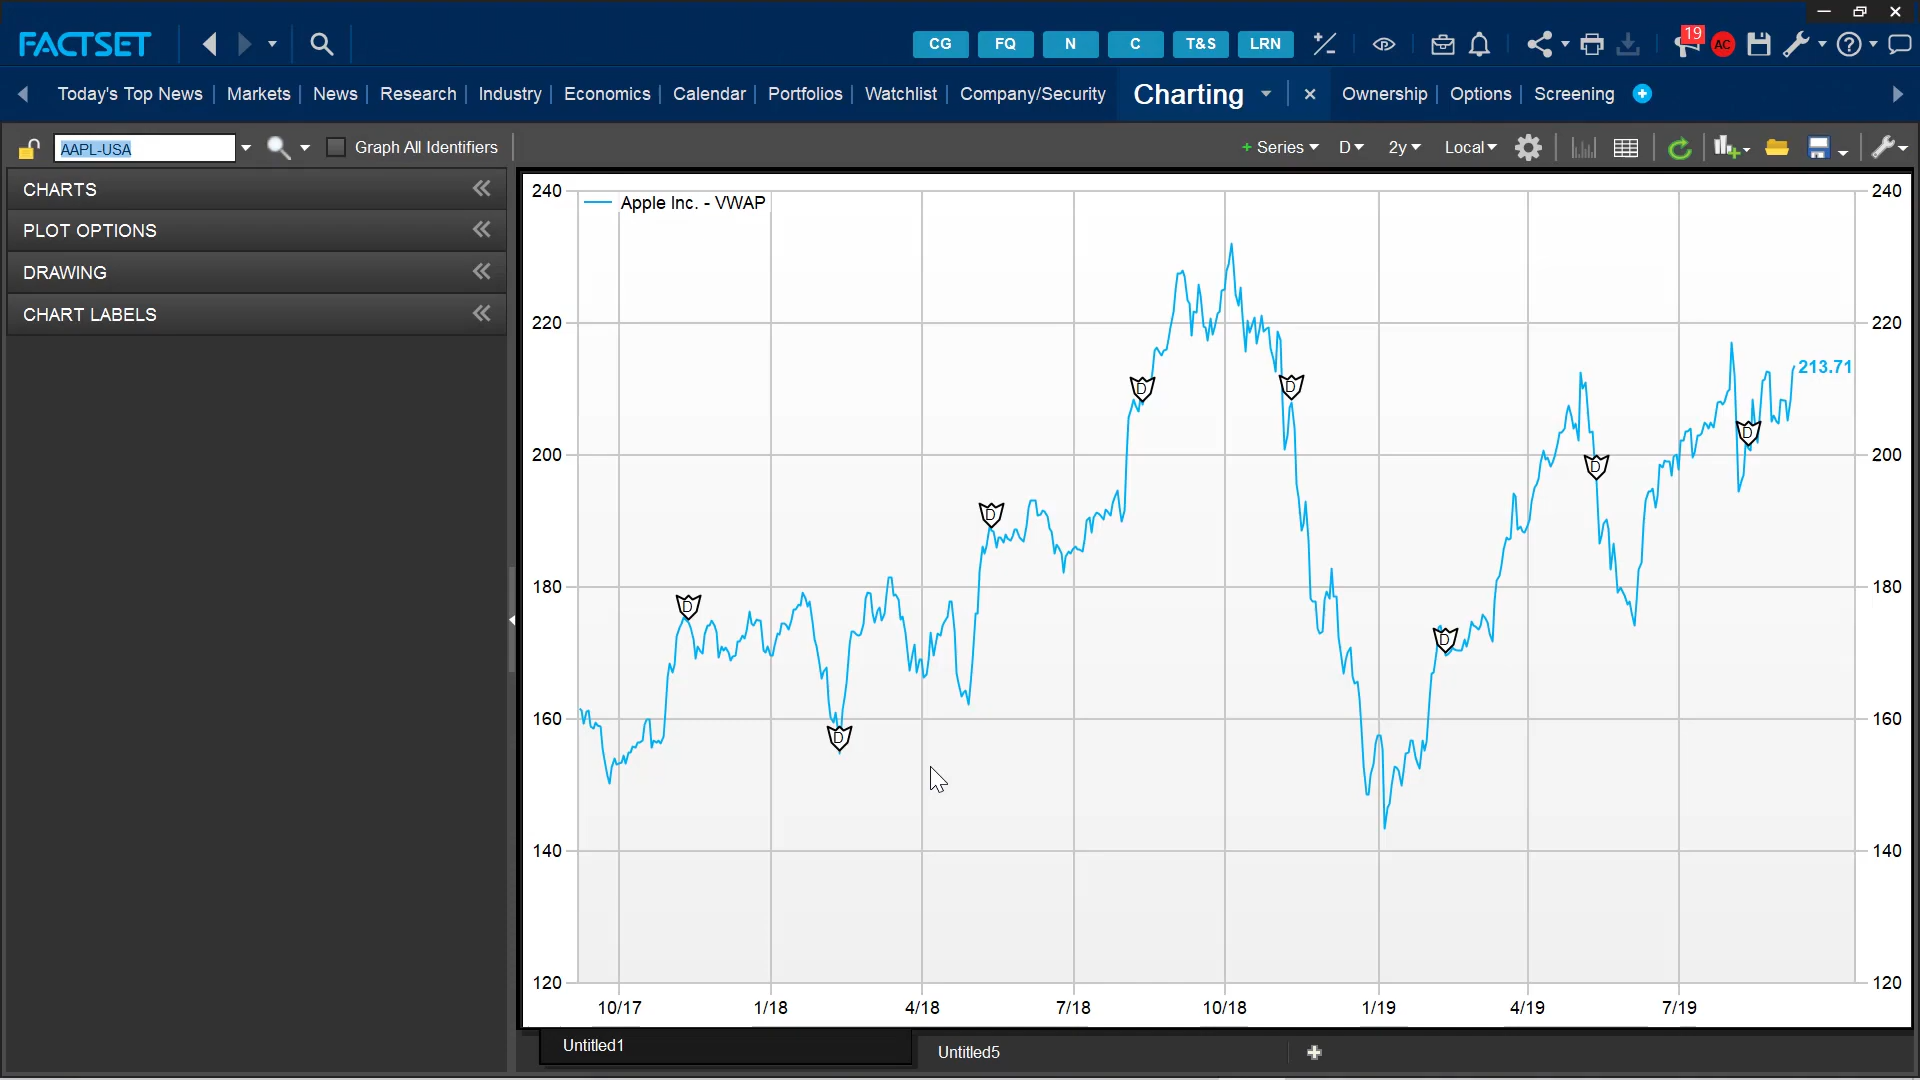 FACTSET
CG FQ N C T&S LRN 19 AC
Today's Top News Markets News Research Industry Economics Calendar Portfolios Watchlist Company/Security Charting Ownership Options Screening
AAPL-USA Graph All Identifiers + Series D 2y Local
CHARTS
PLOT OPTIONS
DRAWING
CHART LABELS
Apple Inc. - VWAP
240 240
220 220
213.71
200 200
180 180
160 160
140 140
120 120
D D D D D D D D
10/17 1/18 4/18 7/18 10/18 1/19 4/19 7/19
Untitled1 Untitled5